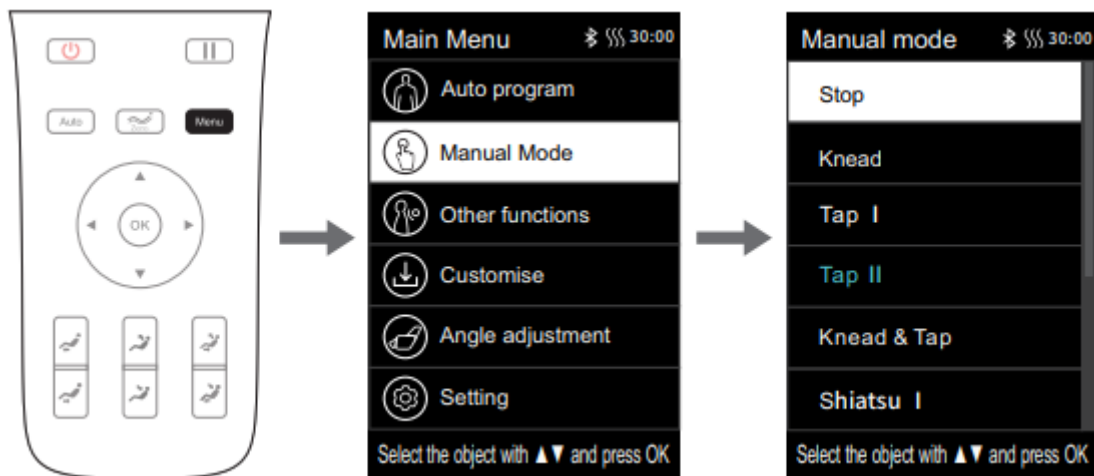 Auto
Zero
Menu
OK
Main Menu 30:00
Auto program
Manual Mode
Other functions
Customise
Angle adjustment
Setting
Select the object with ▲▼ and press OK
Manual mode 30:00
Stop
Knead
Tap I
Tap II
Knead & Tap
Shiatsu I
Select the object with ▲▼ and press OK